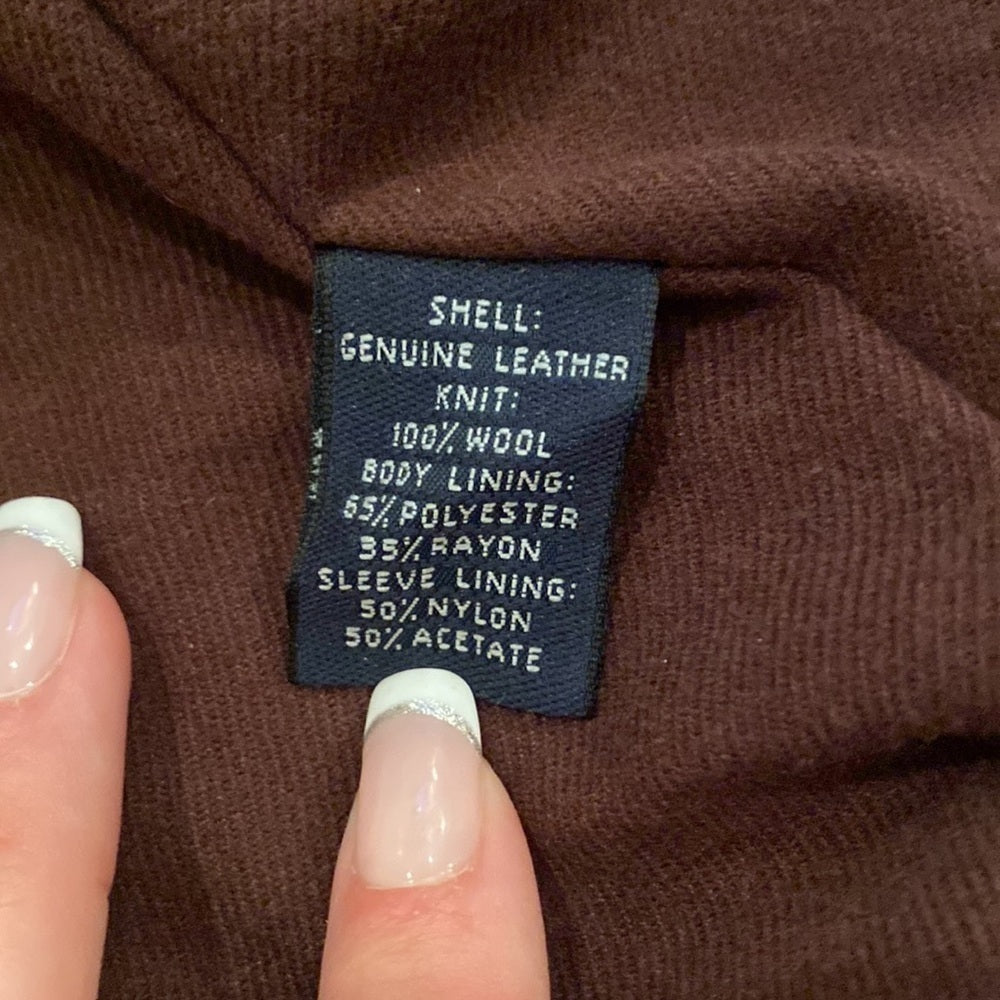 SHELL:
GENUINE LEATHER
KNIT:
100% WOOL
BODY LINING:
65% POLYESTER
35% RAYON
SLEEVE LINING:
50% NYLON
50% ACETATE